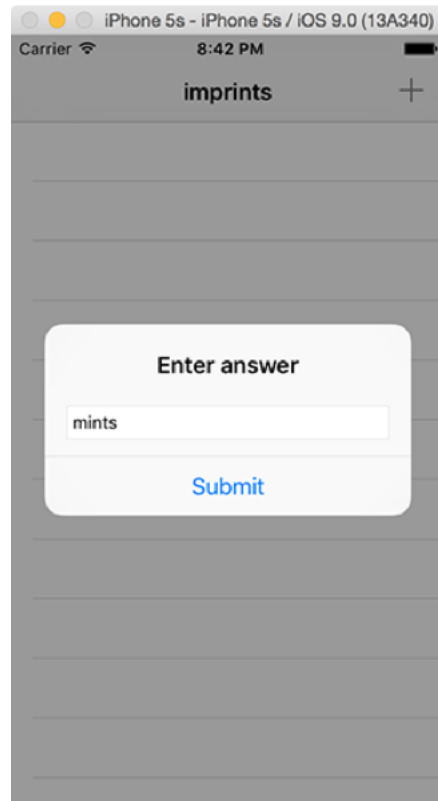 iPhone 5s - iPhone 5s / iOS 9.0 (13A340)
Carrier 8:42 PM
imprints +
Enter answer
mints
Submit